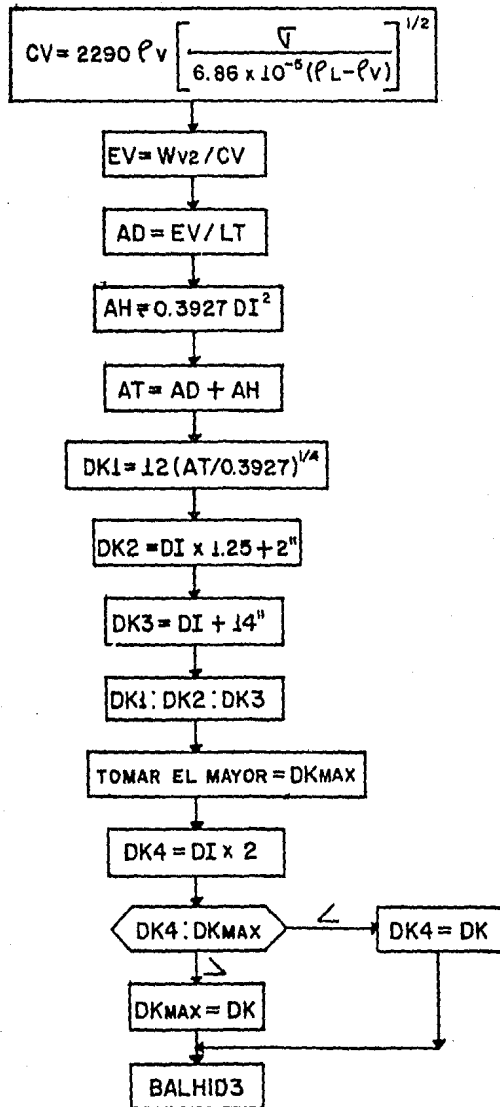 CV = 2290 ρv [ σ / 6.86 x 10⁻⁵ (ρL - ρv) ]^1/2
EV = Wv2 / CV
AD = EV / LT
AH = 0.3927 DI²
AT = AD + AH
DK1 = 12 (AT/0.3927)^1/4
DK2 = DI x 1.25 + 2"
DK3 = DI + 14"
DK1 : DK2 : DK3
TOMAR EL MAYOR = DKMAX
DK4 = DI x 2
DK4 : DKMAX
<
DK4 = DK
>
DKMAX = DK
BALHID3